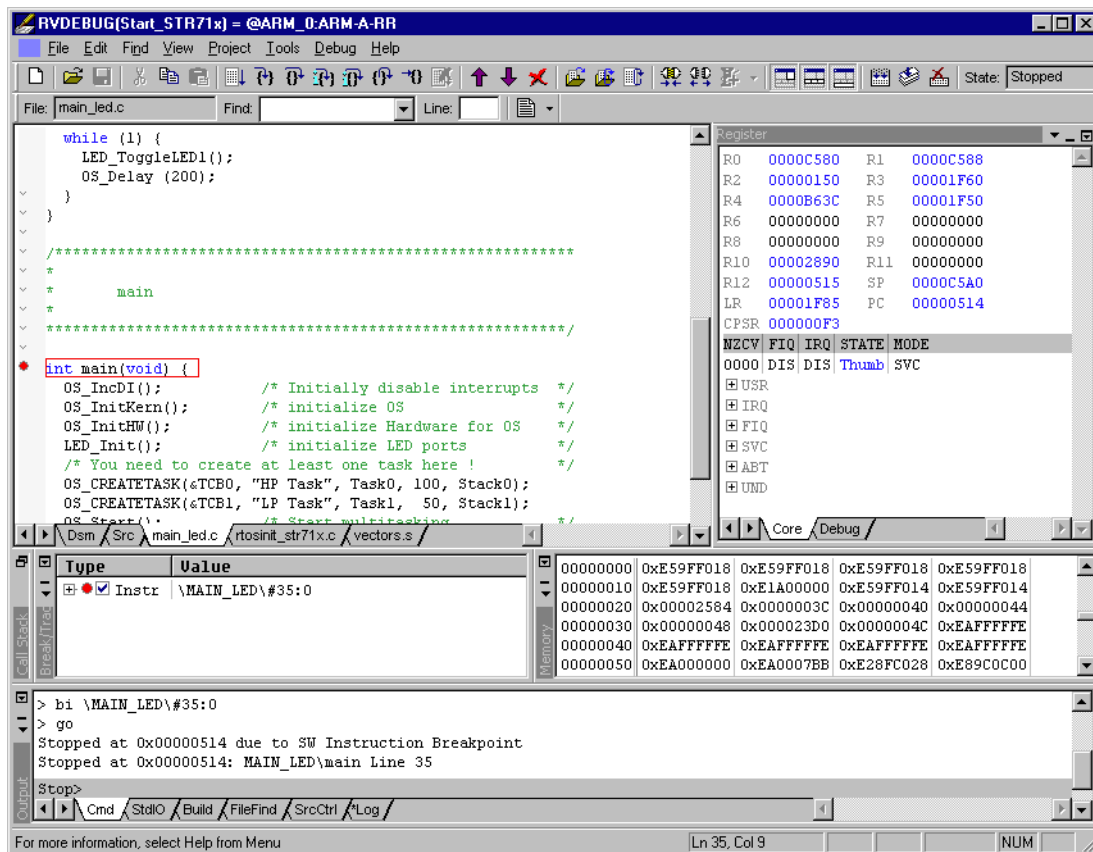 RVDEBUG(Start_STR71x) = @ARM_0:ARM-A-RR
File Edit Find View Project Tools Debug Help
State: Stopped
File: main_led.c Find: Line:
while (1) {
LED_ToggleLED1();
OS_Delay (200);
}
}
/**********************************************************
*
* main
*
**********************************************************/
int main(void) {
OS_IncDI(); /* Initially disable interrupts */
OS_InitKern(); /* initialize OS */
OS_InitHW(); /* initialize Hardware for OS */
LED_Init(); /* initialize LED ports */
/* You need to create at least one task here ! */
OS_CREATETASK(&TCB0, "HP Task", Task0, 100, Stack0);
OS_CREATETASK(&TCB1, "LP Task", Task1, 50, Stack1);
OS_Start(); /* Start multitasking */
Dsm Src main_led.c rtosinit_str71x.c vectors.s
Register
R0 0000C580 R1 0000C588
R2 00000150 R3 00001F60
R4 0000B63C R5 00001F50
R6 00000000 R7 00000000
R8 00000000 R9 00000000
R10 00002890 R11 00000000
R12 00000515 SP 0000C5A0
LR 00001F85 PC 00000514
CPSR 000000F3
NZCV FIQ IRQ STATE MODE
0000 DIS DIS Thumb SVC
USR
IRQ
FIQ
SVC
ABT
UND
Core Debug
Call Stack
Break/Trac
Type Value
Instr \MAIN_LED\#35:0
Memory
00000000 0xE59FF018 0xE59FF018 0xE59FF018 0xE59FF018
00000010 0xE59FF018 0xE1A00000 0xE59FF014 0xE59FF014
00000020 0x00002584 0x0000003C 0x00000040 0x00000044
00000030 0x00000048 0x000023D0 0x0000004C 0xEAFFFFFE
00000040 0xEAFFFFFE 0xEAFFFFFE 0xEAFFFFFE 0xEAFFFFFE
00000050 0xEA000000 0xEA0007BB 0xE28FC028 0xE89C0C00
Output
> bi \MAIN_LED\#35:0
> go
Stopped at 0x00000514 due to SW Instruction Breakpoint
Stopped at 0x00000514: MAIN_LED\main Line 35
Stop>
Cmd StdIO Build FileFind SrcCtrl *Log
For more information, select Help from Menu Ln 35, Col 9 NUM